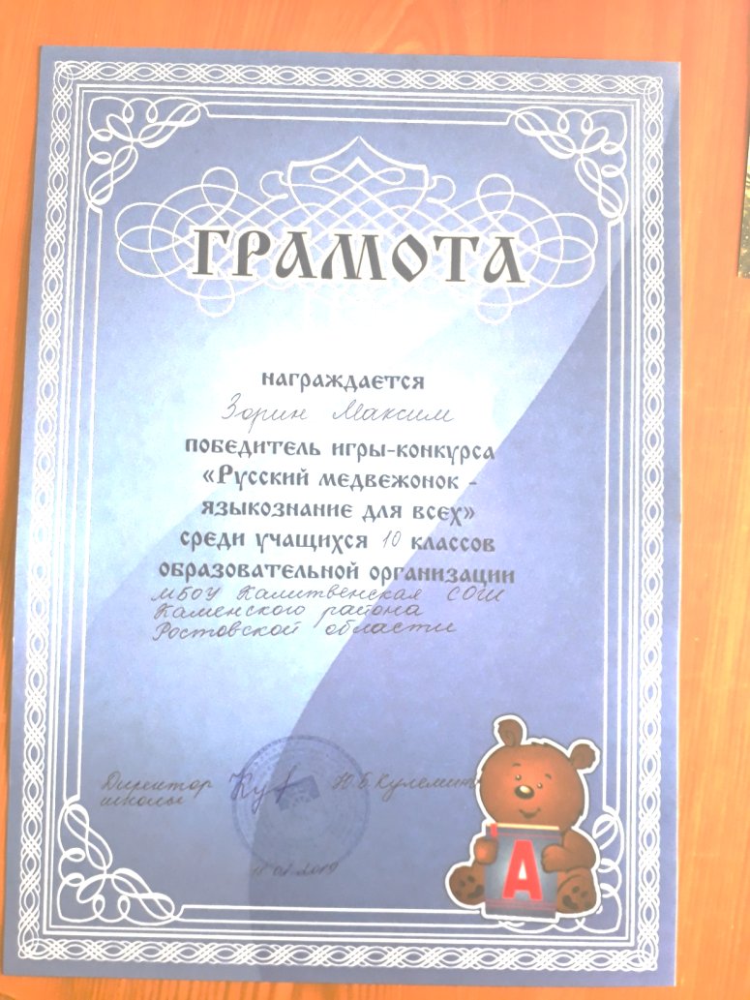 ГРАМОТА
награждается
Зорин Максим
победитель игры-конкурса
«Русский медвежонок -
языкознание для всех»
среди учащихся 10 классов
образовательной организации
МБОУ Калитвенская СОШ
Каменского района
Ростовской области
Директор Ю.Б.
школы
А